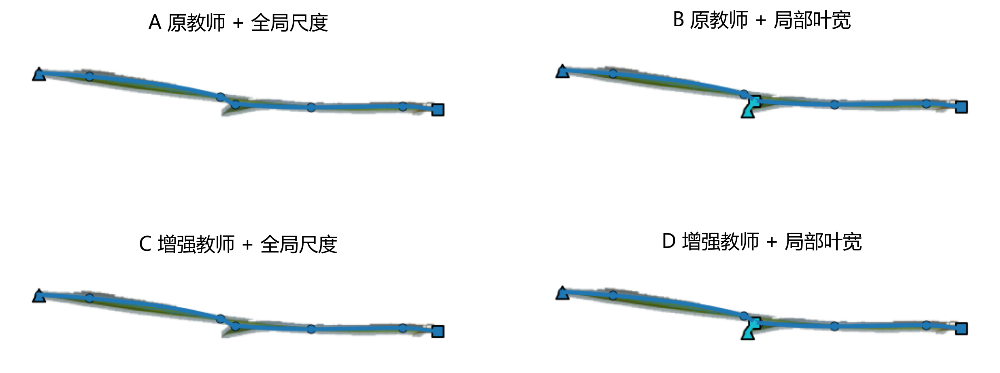 A 原教师 + 全局尺度
B 原教师 + 局部叶宽
C 增强教师 + 全局尺度
D 增强教师 + 局部叶宽